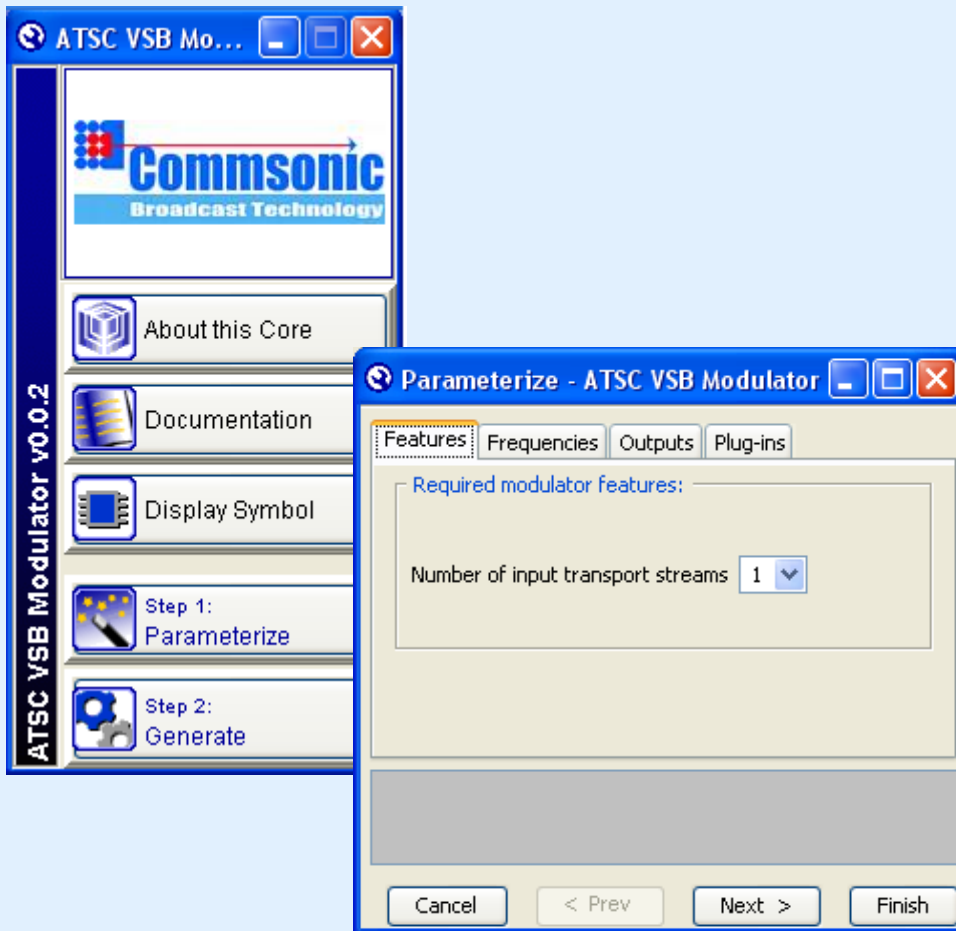 ATSC VSB Mo...
ATSC VSB Modulator v0.0.2
Commsonic
Broadcast Technology
About this Core
Documentation
Display Symbol
Step 1:
Parameterize
Step 2:
Generate
Parameterize - ATSC VSB Modulator
Features Frequencies Outputs Plug-ins
Required modulator features:
Number of input transport streams 1
Cancel < Prev Next > Finish